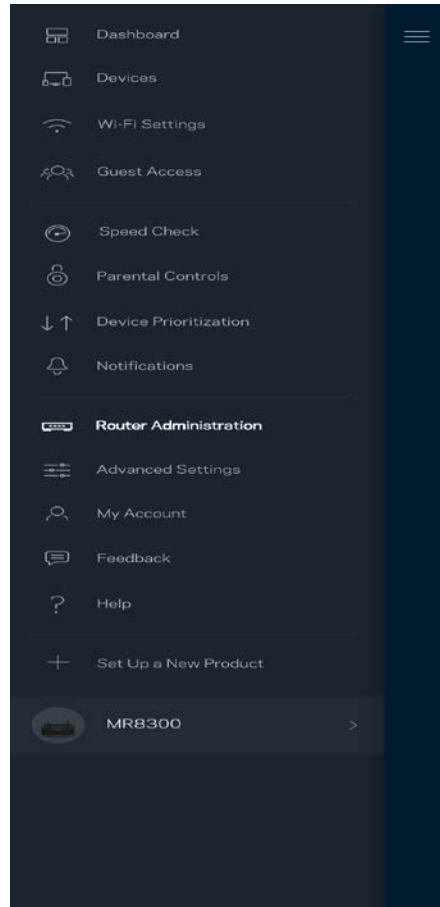 Dashboard
Devices
Wi-Fi Settings
Guest Access
Speed Check
Parental Controls
Device Prioritization
Notifications
Router Administration
Advanced Settings
My Account
Feedback
Help
Set Up a New Product
MR8300